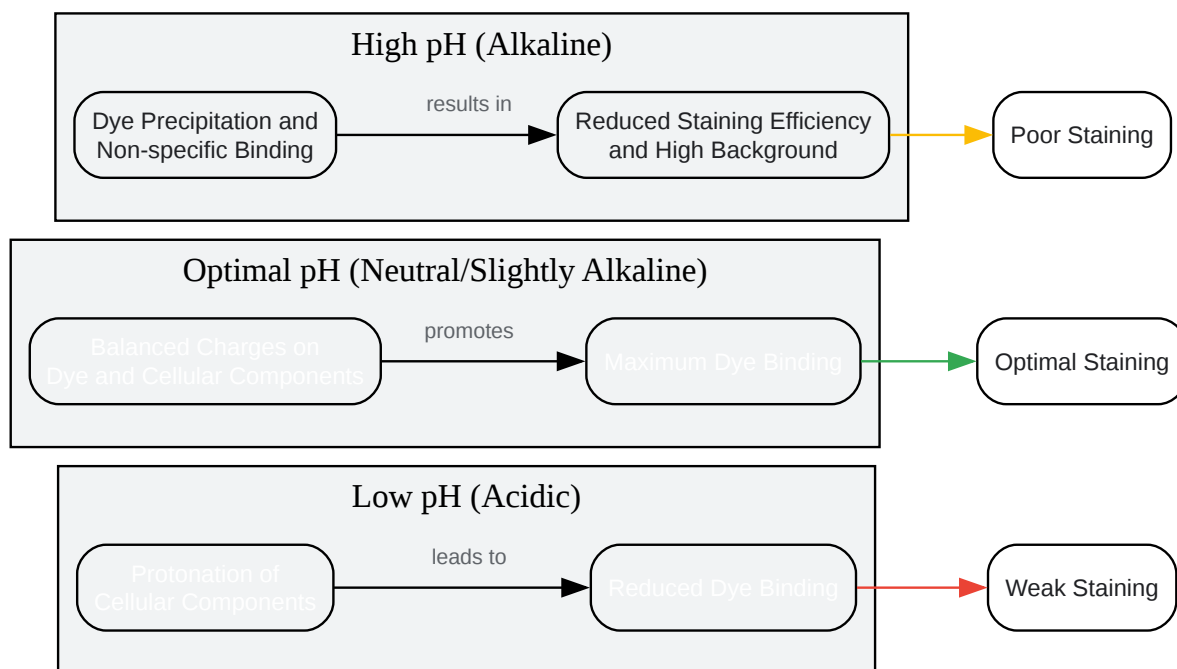 High pH (Alkaline)
Dye Precipitation and
Non-specific Binding
results in
Reduced Staining Efficiency
and High Background
Poor Staining
Optimal pH (Neutral/Slightly Alkaline)
Balanced Charges on
Dye and Cellular Components
promotes
Maximum Dye Binding
Optimal Staining
Low pH (Acidic)
Protonation of
Cellular Components
leads to
Reduced Dye Binding
Weak Staining